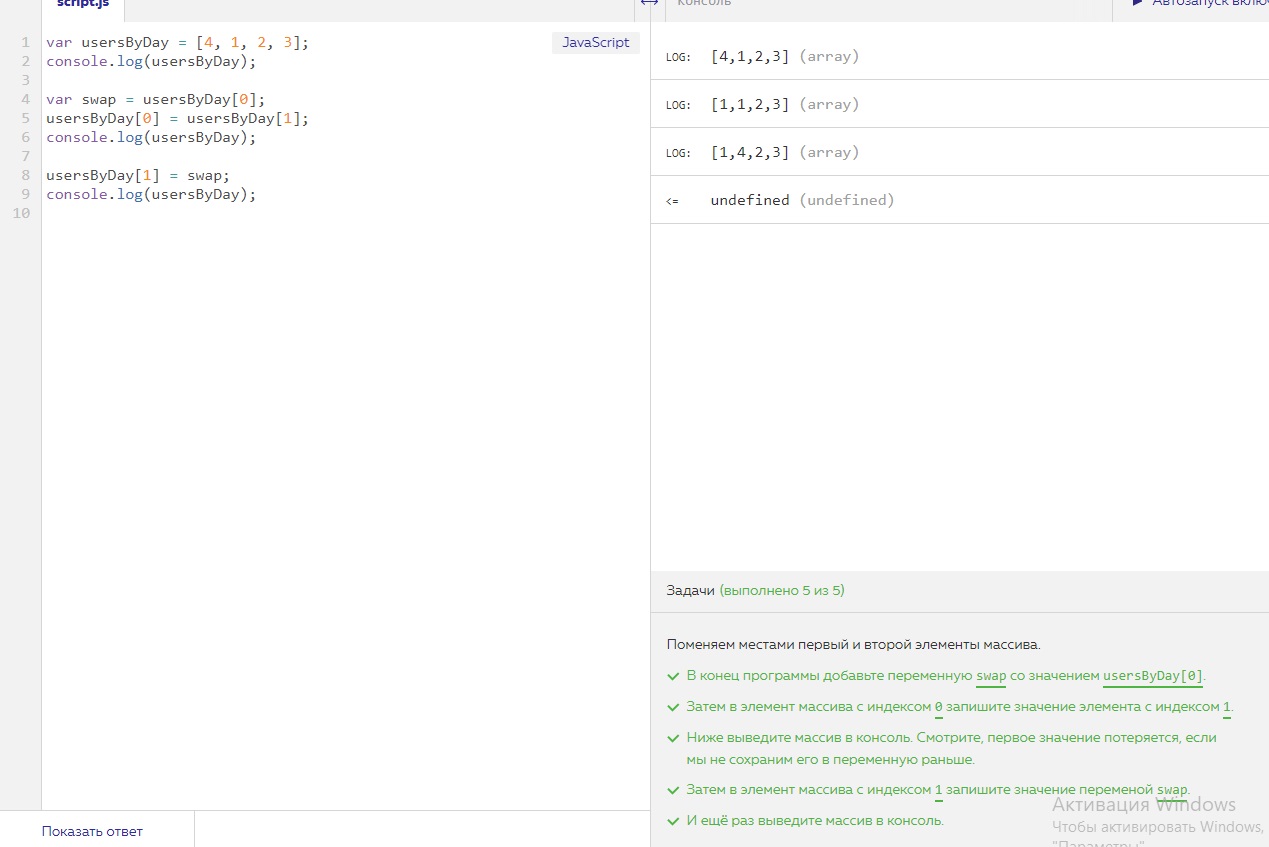 script.js
Консоль
Автозапуск
JavaScript
1 var usersByDay = [4, 1, 2, 3];
2 console.log(usersByDay);
3
4 var swap = usersByDay[0];
5 usersByDay[0] = usersByDay[1];
6 console.log(usersByDay);
7
8 usersByDay[1] = swap;
9 console.log(usersByDay);
10
Показать ответ
LOG: [4,1,2,3] (array)
LOG: [1,1,2,3] (array)
LOG: [1,4,2,3] (array)
<= undefined (undefined)
Задачи (выполнено 5 из 5)
Поменяем местами первый и второй элементы массива.
В конец программы добавьте переменную swap со значением usersByDay[0].
Затем в элемент массива с индексом 0 запишите значение элемента с индексом 1.
Ниже выведите массив в консоль. Смотрите, первое значение потеряется, если
мы не сохраним его в переменную раньше.
Затем в элемент массива с индексом 1 запишите значение переменой swap.
И ещё раз выведите массив в консоль.
Активация Windows
Чтобы активировать Windows,
"Параметры".